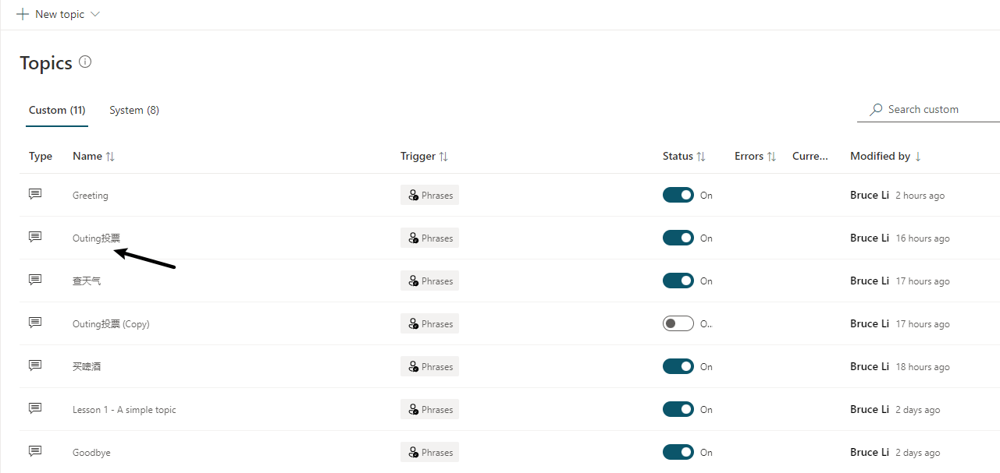 New topic
Topics
Custom (11) System (8) Search custom
Type Name Trigger Status Errors Curre... Modified by
Greeting Phrases On Bruce Li 2 hours ago
Outing投票 Phrases On Bruce Li 16 hours ago
查天气 Phrases On Bruce Li 17 hours ago
Outing投票 (Copy) Phrases O... Bruce Li 17 hours ago
买啤酒 Phrases On Bruce Li 18 hours ago
Lesson 1 - A simple topic Phrases On Bruce Li 2 days ago
Goodbye Phrases On Bruce Li 2 days ago